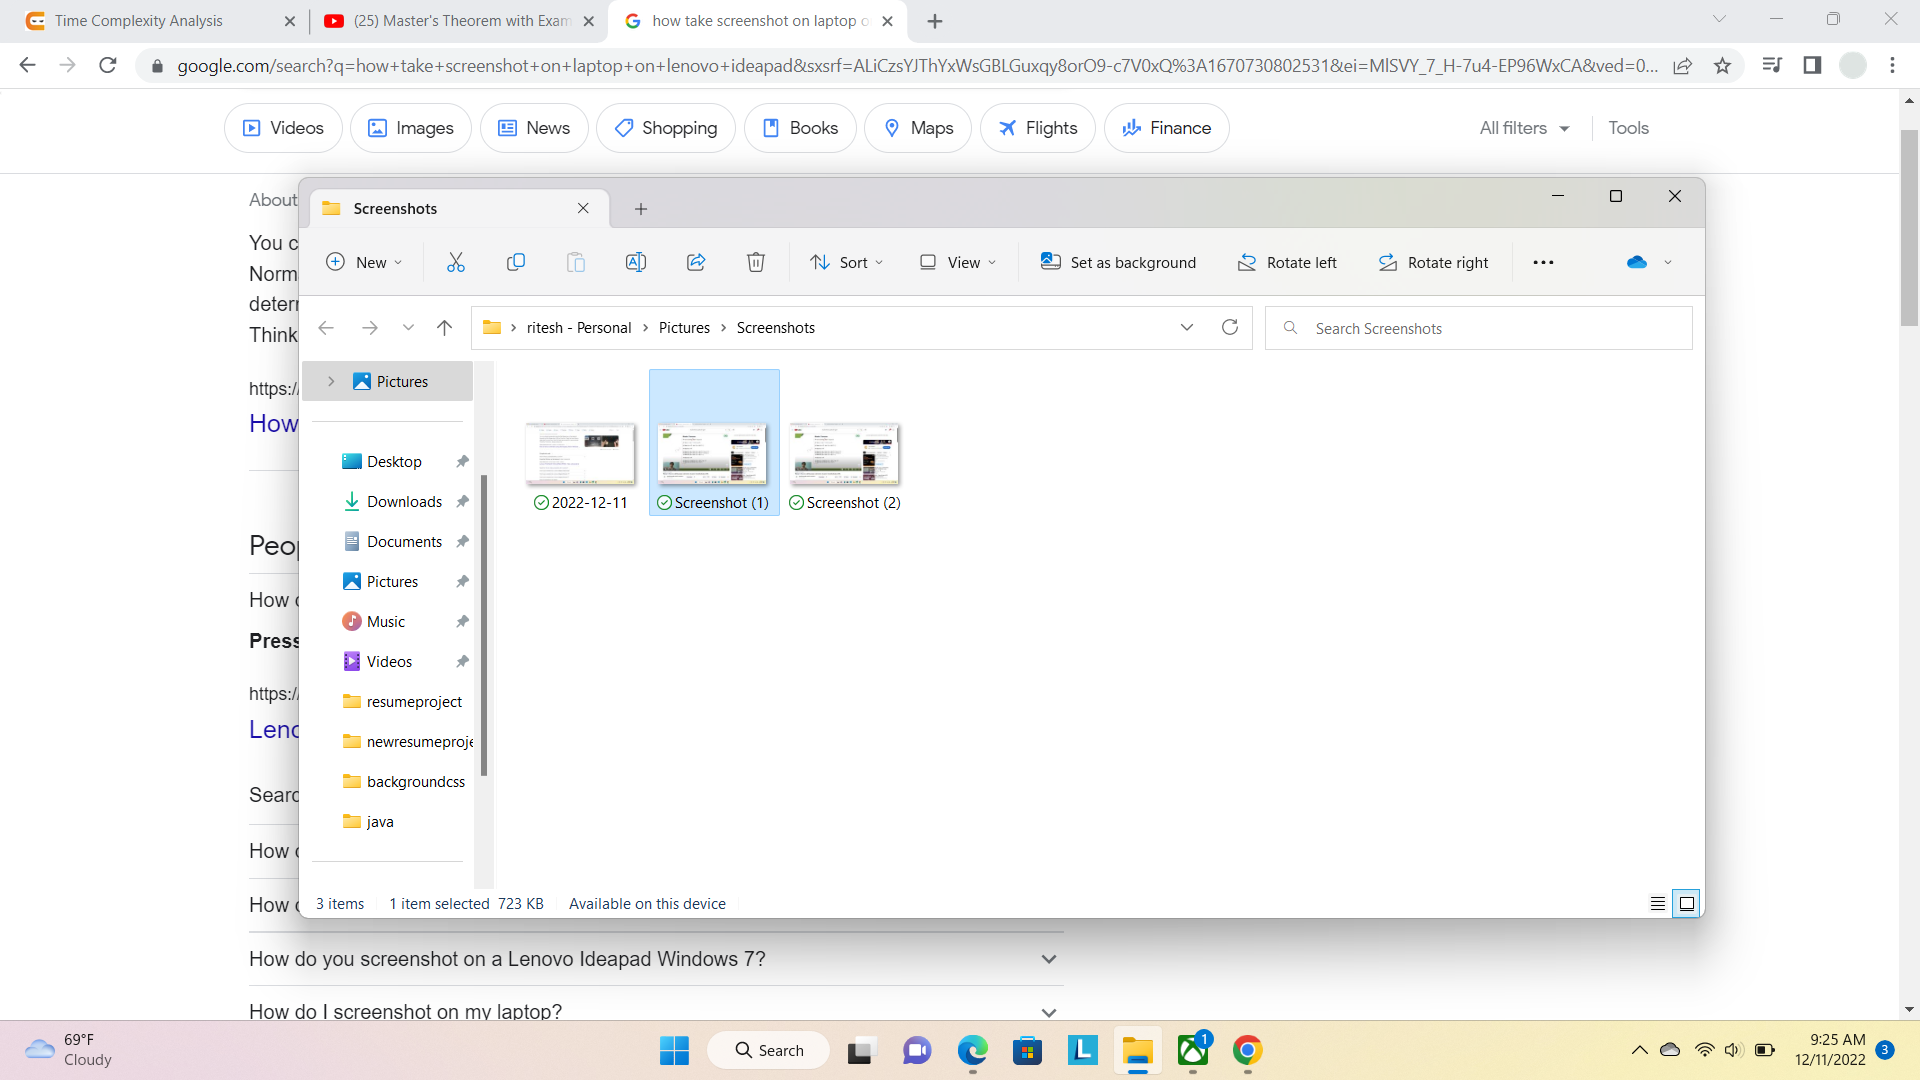 Time Complexity Analysis
(25) Master's Theorem with Exam
how take screenshot on laptop o
google.com/search?q=how+take+screenshot+on+laptop+on+lenovo+ideapad&sxsrf=ALiCzsYJThYxWsGBLGuxqy8orO9-c7V0xQ%3A1670730802531&ei=MlSVY_7_H-7u4-EP96WxCA&ved=0...
Videos
Images
News
Shopping
Books
Maps
Flights
Finance
All filters
Tools
About
You c
Norm
deter
Think
https:/
How
Peop
How
Press
https:/
Leno
Searc
How
How
How do you screenshot on a Lenovo Ideapad Windows 7?
How do I screenshot on my laptop?
Screenshots
New
Sort
View
Set as background
Rotate left
Rotate right
ritesh - Personal > Pictures > Screenshots
Search Screenshots
Pictures
Desktop
Downloads
Documents
Pictures
Music
Videos
resumeproject
newresumeproje
backgroundcss
java
2022-12-11
Screenshot (1)
Screenshot (2)
3 items
1 item selected 723 KB
Available on this device
69°F
Cloudy
Search
1
9:25 AM
12/11/2022
3